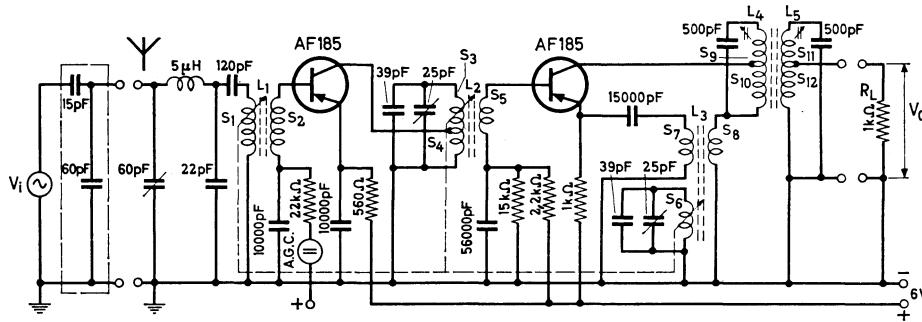 AF185
AF185
L4
L5
500pF
500pF
5µH
120pF
S9
S11
S10
S12
39pF
25pF
S3
L1
L2
15pF
S1
S2
S4
S5
15000pF
L3
RL
1kΩ
Vo
S7
S8
Vi
60pF
60pF
22pF
10000pF
22kΩ
10000pF
560Ω
56000pF
15kΩ
2,2kΩ
1kΩ
39pF
25pF
S6
A.G.C.
=
+
−
6V
+